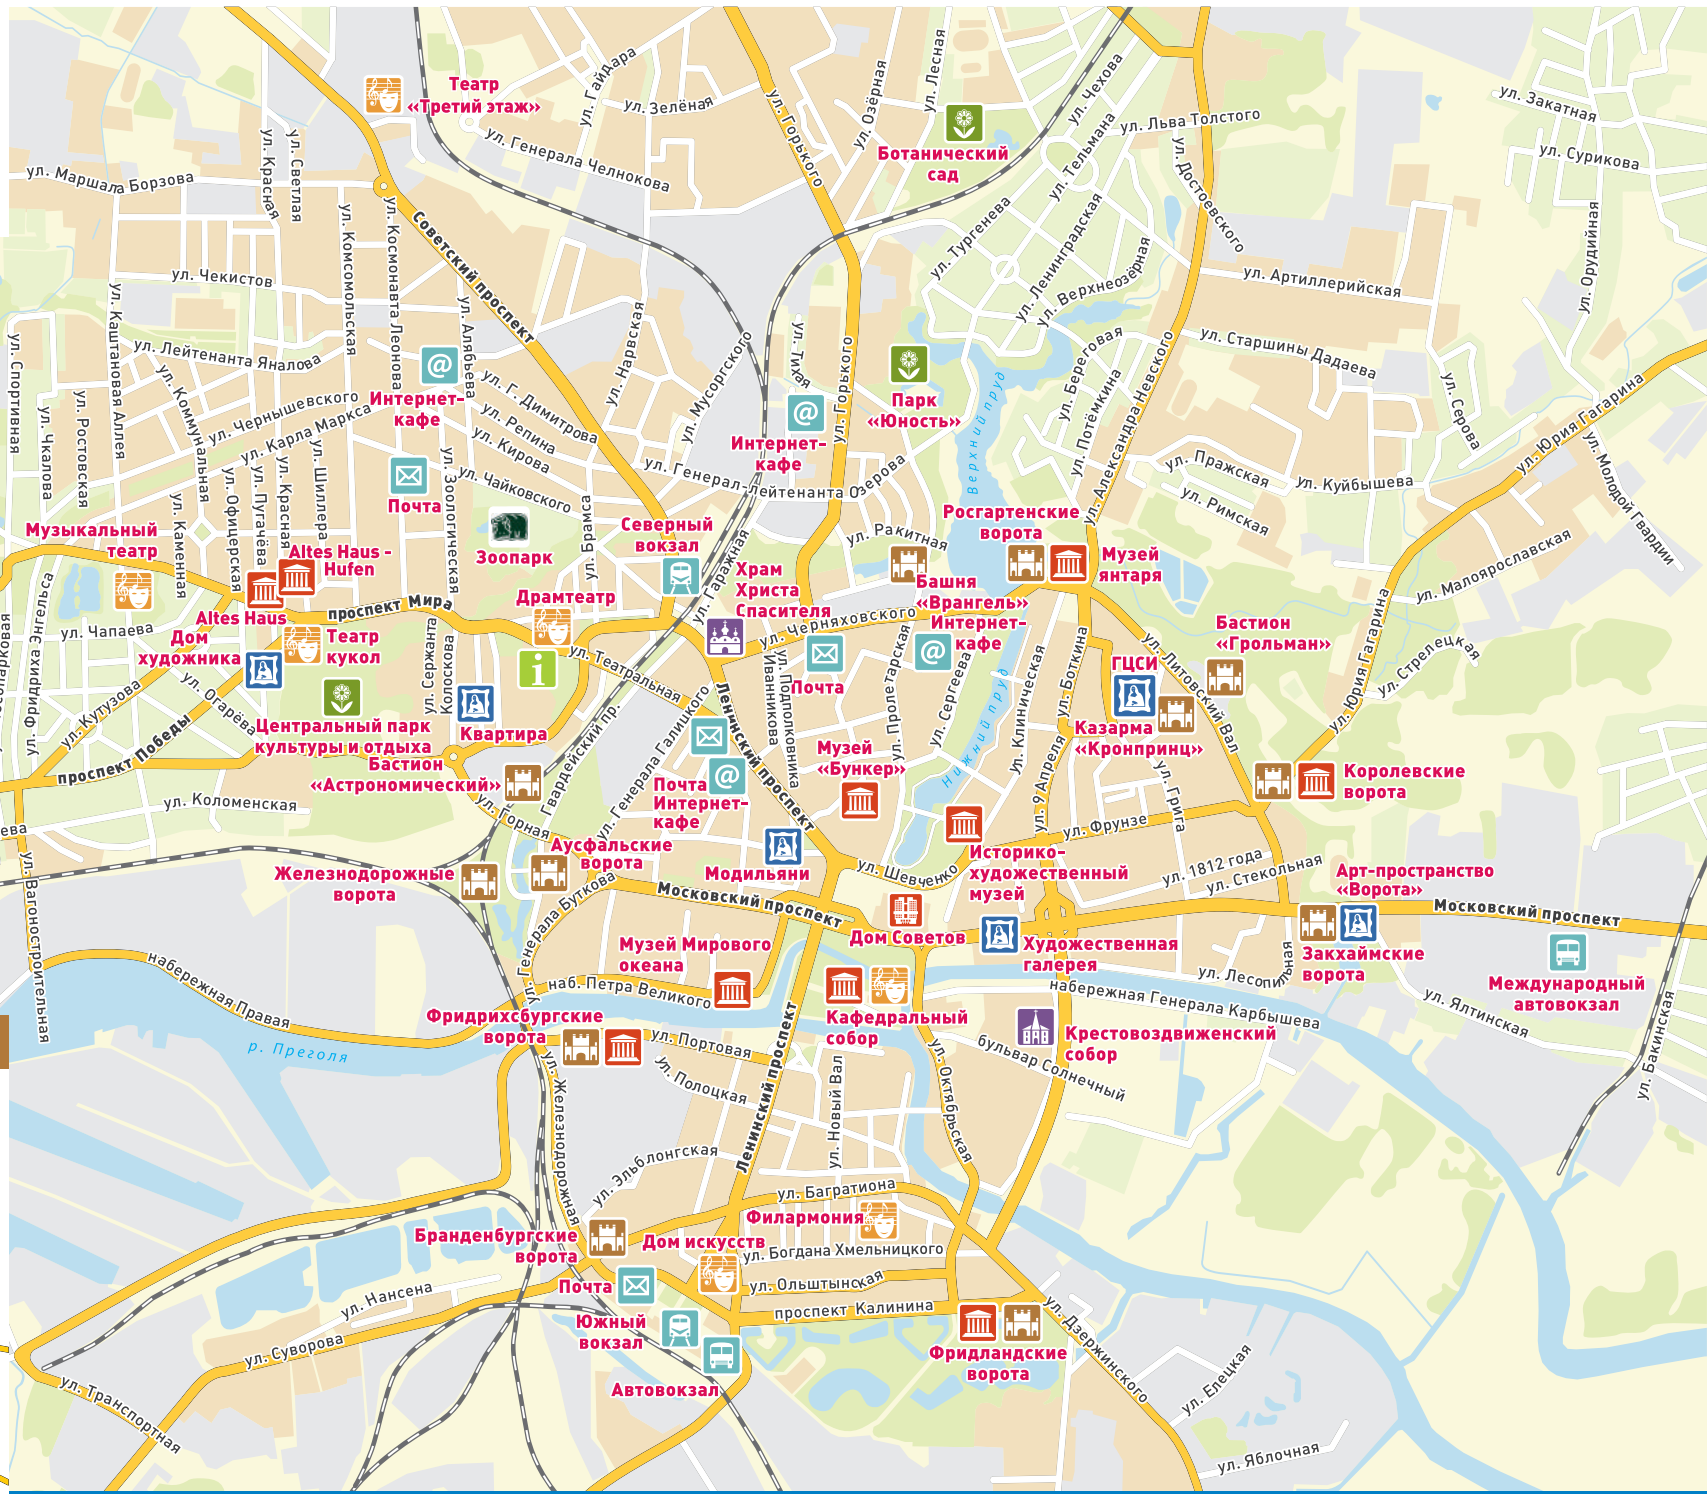 Театр
«Третий этаж»
ул. Гайдара
ул. Зелёная
ул. Генерала Челнокова
ул. Горького
ул. Озёрная
ул. Лесная
Ботанический
сад
ул. Чехова
ул. Тельмана
ул. Льва Толстого
ул. Достоевского
ул. Закатная
ул. Сурикова
ул. Орудийная
ул. Маршала Борзова
ул. Красная
ул. Светлая
ул. Комсомольская
ул. Космонавта Леонова
Советский проспект
ул. Тургенева
ул. Ленинградская
ул. Верхнеозёрная
ул. Артиллерийская
ул. Чекистов
ул. Каштановая Аллея
ул. Алябьева
ул. Нарвская
ул. Мусоргского
ул. Тихая
ул. Горького
ул. Береговая
ул. Потёмкина
ул. Александра Невского
ул. Старшины Дадаева
ул. Серова
ул. Юрия Гагарина
ул. Молодой Гвардии
ул. Спортивная
ул. Чкалова
ул. Ростовская
ул. Лейтенанта Яналова
ул. Коммунальная
ул. Чернышевского
ул. Карла Маркса
Интернет-
кафе
ул. Г. Димитрова
ул. Репина
ул. Кирова
ул. Чайковского
Парк
«Юность»
Верхний пруд
Интернет-
кафе
ул. Генерал-Лейтенанта Озерова
ул. Пражская
ул. Римская
ул. Куйбышева
Почта
ул. Зоологическая
ул. Каменная
ул. Офицерская
ул. Пугачёва
ул. Красная
ул. Шиллера
Музыкальный
театр
Altes Haus -
Hufen
Altes Haus
Зоопарк
ул. Брамса
Северный
вокзал
ул. Гаражная
Росгартенские
ворота
Музей
янтаря
ул. Ракитная
ул. Малоярославская
Башня
«Врангель»
Храм
Христа
Спасителя
Драмтеатр
проспект Мира
ул. Чапаева
Дом
художника
Театр
кукол
ул. Фридриха Энгельса
ул. Кутузова
ул. Огарёва
проспект Победы
Центральный парк
культуры и отдыха
ул. Сержанта
Колоскова
Квартира
ул. Театральная
ул. Черняховского
Интернет-
кафе
Почта
ул. Подполковника
Иванникова
ул. Пролетарская
ул. Сергеева
Нижний пруд
ул. Клиническая
ул. Боткина
ул. 9 Апреля
ГЦСИ
Казарма
«Кронпринц»
Бастион
«Грольман»
ул. Литовский Вал
ул. Стрелецкая
ул. Юрия Гагарина
Королевские
ворота
Бастион
«Астрономический»
Гвардейский пр.
ул. Генерала Галицкого
Ленинский проспект
Почта
Интернет-
кафе
Музей
«Бункер»
ул. Коломенская
ул. Горная
Аусфальские
ворота
Железнодорожные
ворота
Модильяни
ул. Шевченко
Историко-
художественный
музей
ул. Фрунзе
ул. Грига
ул. 1812 года
ул. Стекольная
Арт-пространство
«Ворота»
Московский проспект
Московский проспект
Дом Советов
Художественная
галерея
Закхаймские
ворота
Международный
автовокзал
ул. Вагоностроительная
набережная Правая
р. Преголя
ул. Генерала Буткова
Музей Мирового
океана
наб. Петра Великого
Кафедральный
собор
ул. Лесопильная
набережная Генерала Карбышева
ул. Ялтинская
ул. Бакинская
Крестовоздвиженский
собор
бульвар Солнечный
Фридрихсбургские
ворота
ул. Портовая
ул. Полоцкая
Ленинский проспект
ул. Новый Вал
ул. Октябрьская
ул. Железнодорожная
ул. Эльблонгская
ул. Багратиона
Филармония
Бранденбургские
ворота
Дом искусств
ул. Богдана Хмельницкого
ул. Ольштынская
проспект Калинина
Почта
Южный
вокзал
Автовокзал
ул. Нансена
ул. Суворова
ул. Транспортная
Фридландские
ворота
ул. Дзержинского
ул. Елецкая
ул. Яблочная